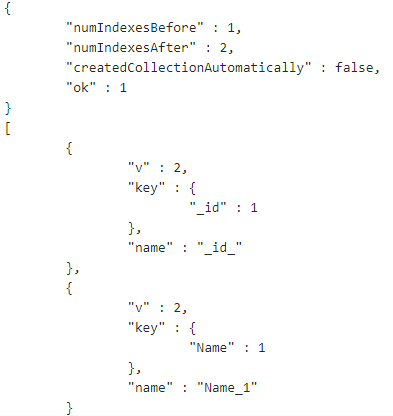 {
        "numIndexesBefore" : 1,
        "numIndexesAfter" : 2,
        "createdCollectionAutomatically" : false,
        "ok" : 1
}
[
        {
                "v" : 2,
                "key" : {
                        "_id" : 1
                },
                "name" : "_id_"
        },
        {
                "v" : 2,
                "key" : {
                        "Name" : 1
                },
                "name" : "Name_1"
        }